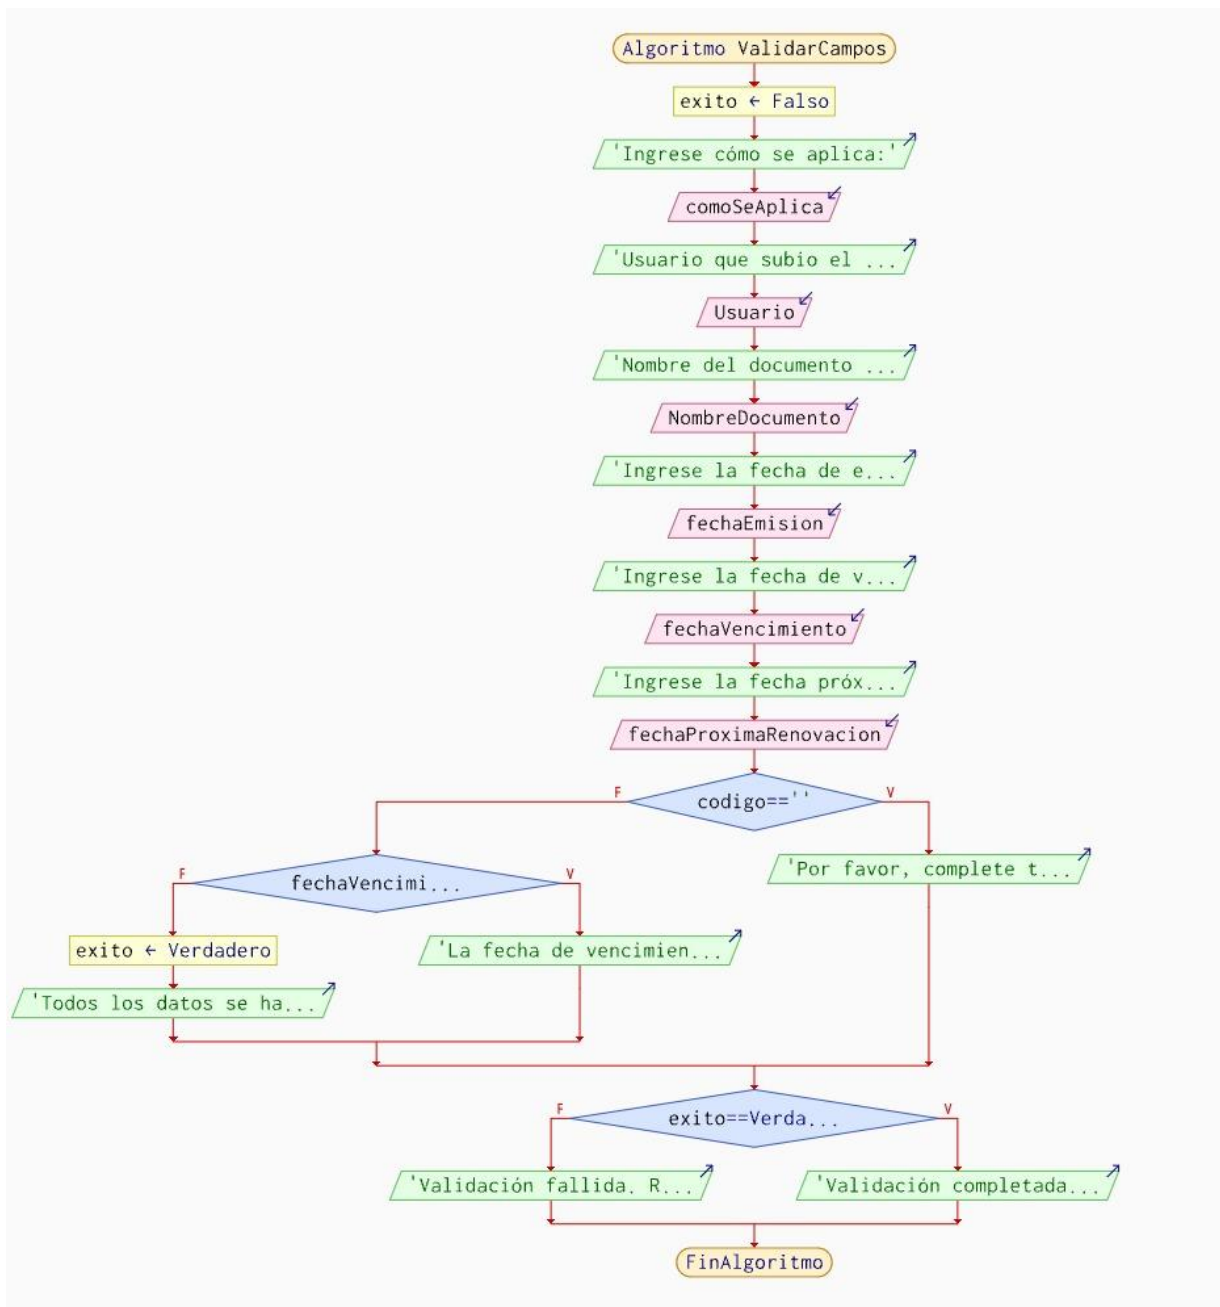 Algoritmo ValidarCampos
exito ← Falso
'Ingrese cómo se aplica:'
comoSeAplica
'Usuario que subio el ...
Usuario
'Nombre del documento ...
NombreDocumento
'Ingrese la fecha de e...
fechaEmision
'Ingrese la fecha de v...
fechaVencimiento
'Ingrese la fecha próx...
fechaProximaRenovacion
F
codigo==''
V
'Por favor, complete t...
F
fechaVencimi...
V
exito ← Verdadero
'La fecha de vencimien...
'Todos los datos se ha...
F
exito==Verda...
V
'Validación fallida. R...
'Validación completada...
FinAlgoritmo